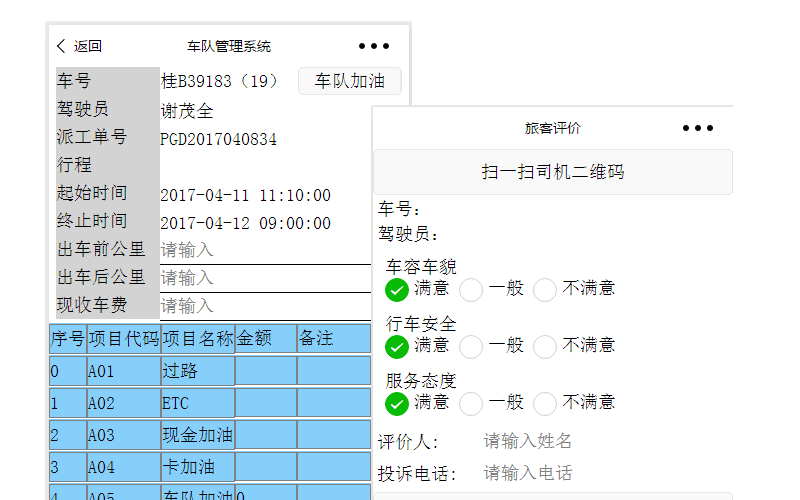 返回 车队管理系统
车号 桂B39183（19） 车队加油
驾驶员 谢茂全
派工单号 PGD2017040834
行程
起始时间 2017-04-11 11:10:00
终止时间 2017-04-12 09:00:00
出车前公里 请输入
出车后公里 请输入
现收车费 请输入
序号 项目代码 项目名称 金额 备注
0 A01 过路
1 A02 ETC
2 A03 现金加油
3 A04 卡加油
4 A05 车队加油 0
旅客评价
扫一扫司机二维码
车号：
驾驶员：
车容车貌
满意 一般 不满意
行车安全
满意 一般 不满意
服务态度
满意 一般 不满意
评价人： 请输入姓名
投诉电话： 请输入电话